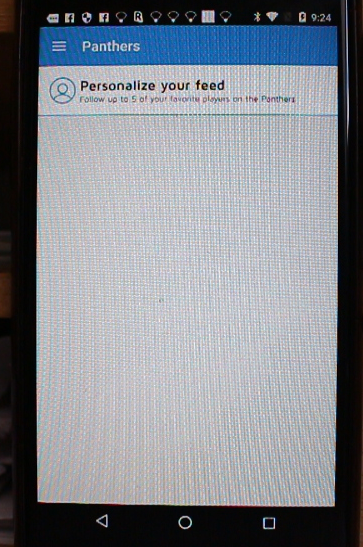 9:24
Panthers
Personalize your feed
Follow up to 5 of your favorite players on the Panthers